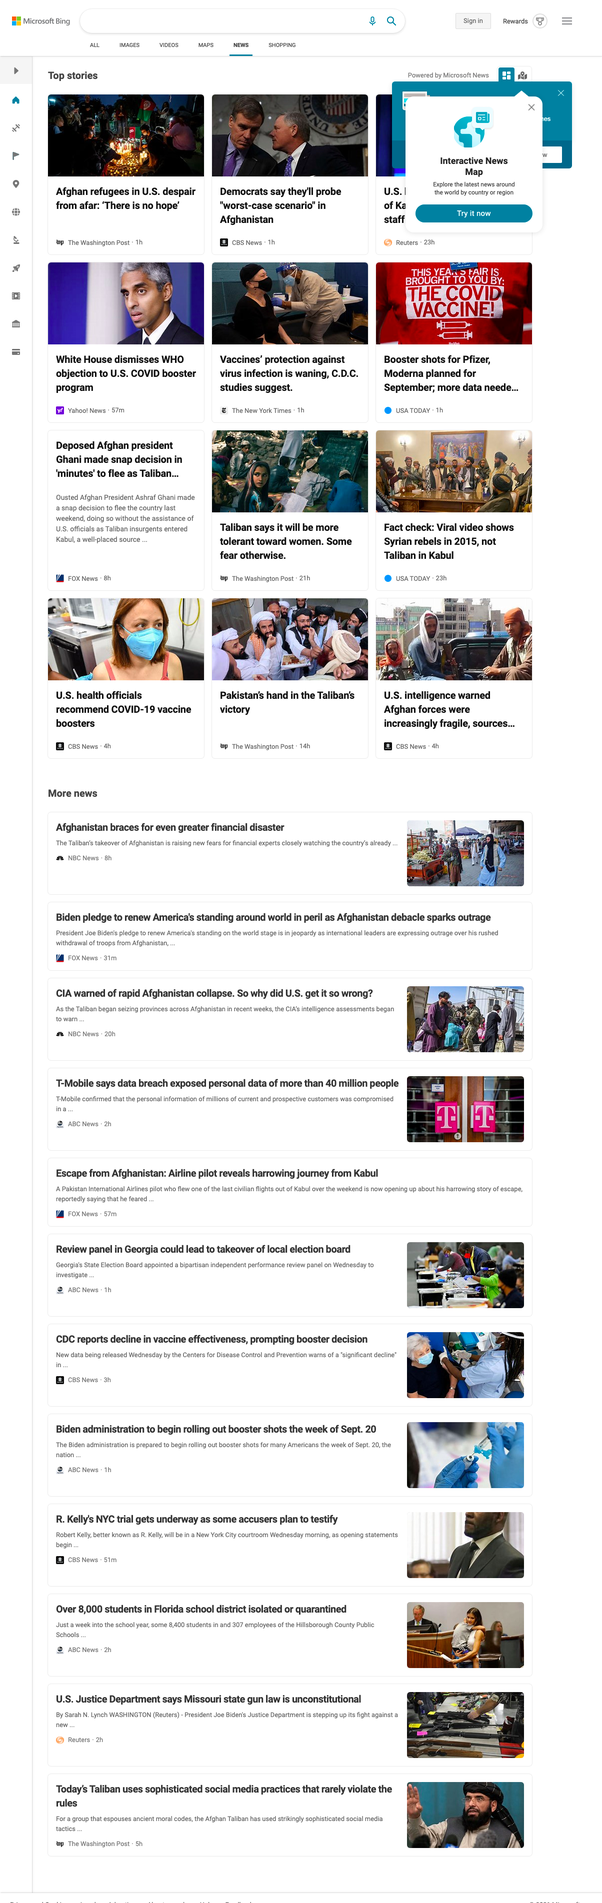 Microsoft Bing
Sign in
Rewards
ALL IMAGES VIDEOS MAPS NEWS SHOPPING
Top stories
Powered by Microsoft News
Interactive News
Map
Explore the latest news around
the world by country or region
Try it now
Afghan refugees in U.S. despair
from afar: 'There is no hope'
The Washington Post · 1h
Democrats say they'll probe
"worst-case scenario" in
Afghanistan
CBS News · 1h
U.S.
of Ka
staff
Reuters · 23h
White House dismisses WHO
objection to U.S. COVID booster
program
Yahoo! News · 57m
Vaccines' protection against
virus infection is waning, C.D.C.
studies suggest.
The New York Times · 1h
THIS YEAR'S FAIR IS
BROUGHT TO YOU BY:
THE COVID
VACCINE!
Booster shots for Pfizer,
Moderna planned for
September; more data neede...
USA TODAY · 1h
Deposed Afghan president
Ghani made snap decision in
'minutes' to flee as Taliban...
Ousted Afghan President Ashraf Ghani made
a snap decision to flee the country last
weekend, doing so without the assistance of
U.S. officials as Taliban insurgents entered
Kabul, a well-placed source ...
FOX News · 8h
Taliban says it will be more
tolerant toward women. Some
fear otherwise.
The Washington Post · 21h
Fact check: Viral video shows
Syrian rebels in 2015, not
Taliban in Kabul
USA TODAY · 23h
U.S. health officials
recommend COVID-19 vaccine
boosters
CBS News · 4h
Pakistan's hand in the Taliban's
victory
The Washington Post · 14h
U.S. intelligence warned
Afghan forces were
increasingly fragile, sources...
CBS News · 4h
More news
Afghanistan braces for even greater financial disaster
The Taliban's takeover of Afghanistan is raising new fears for financial experts closely watching the country's already ...
NBC News · 8h
Biden pledge to renew America's standing around world in peril as Afghanistan debacle sparks outrage
President Joe Biden's pledge to renew America's standing on the world stage is in jeopardy as international leaders are expressing outrage over his rushed
withdrawal of troops from Afghanistan, ...
FOX News · 31m
CIA warned of rapid Afghanistan collapse. So why did U.S. get it so wrong?
As the Taliban began seizing provinces across Afghanistan in recent weeks, the CIA's intelligence assessments began
to warn ...
NBC News · 20h
T-Mobile says data breach exposed personal data of more than 40 million people
T-Mobile confirmed that the personal information of millions of current and prospective customers was compromised
in a ...
ABC News · 2h
Escape from Afghanistan: Airline pilot reveals harrowing journey from Kabul
A Pakistan International Airlines pilot who flew one of the last civilian flights out of Kabul over the weekend is now opening up about his harrowing story of escape,
reportedly saying that he feared ...
FOX News · 57m
Review panel in Georgia could lead to takeover of local election board
Georgia's State Election Board appointed a bipartisan independent performance review panel on Wednesday to
investigate ...
ABC News · 1h
CDC reports decline in vaccine effectiveness, prompting booster decision
New data being released Wednesday by the Centers for Disease Control and Prevention warns of a "significant decline"
in ...
CBS News · 3h
Biden administration to begin rolling out booster shots the week of Sept. 20
The Biden administration is prepared to begin rolling out booster shots for many Americans the week of Sept. 20, the
nation ...
ABC News · 1h
R. Kelly's NYC trial gets underway as some accusers plan to testify
Robert Kelly, better known as R. Kelly, will be in a New York City courtroom Wednesday morning, as opening statements
begin ...
CBS News · 51m
Over 8,000 students in Florida school district isolated or quarantined
Just a week into the school year, some 8,400 students in and 307 employees of the Hillsborough County Public
Schools ...
ABC News · 2h
U.S. Justice Department says Missouri state gun law is unconstitutional
By Sarah N. Lynch WASHINGTON (Reuters) - President Joe Biden's Justice Department is stepping up its fight against a
new ...
Reuters · 2h
Today's Taliban uses sophisticated social media practices that rarely violate the
rules
For a group that espouses ancient moral codes, the Afghan Taliban has used strikingly sophisticated social media
tactics ...
The Washington Post · 5h